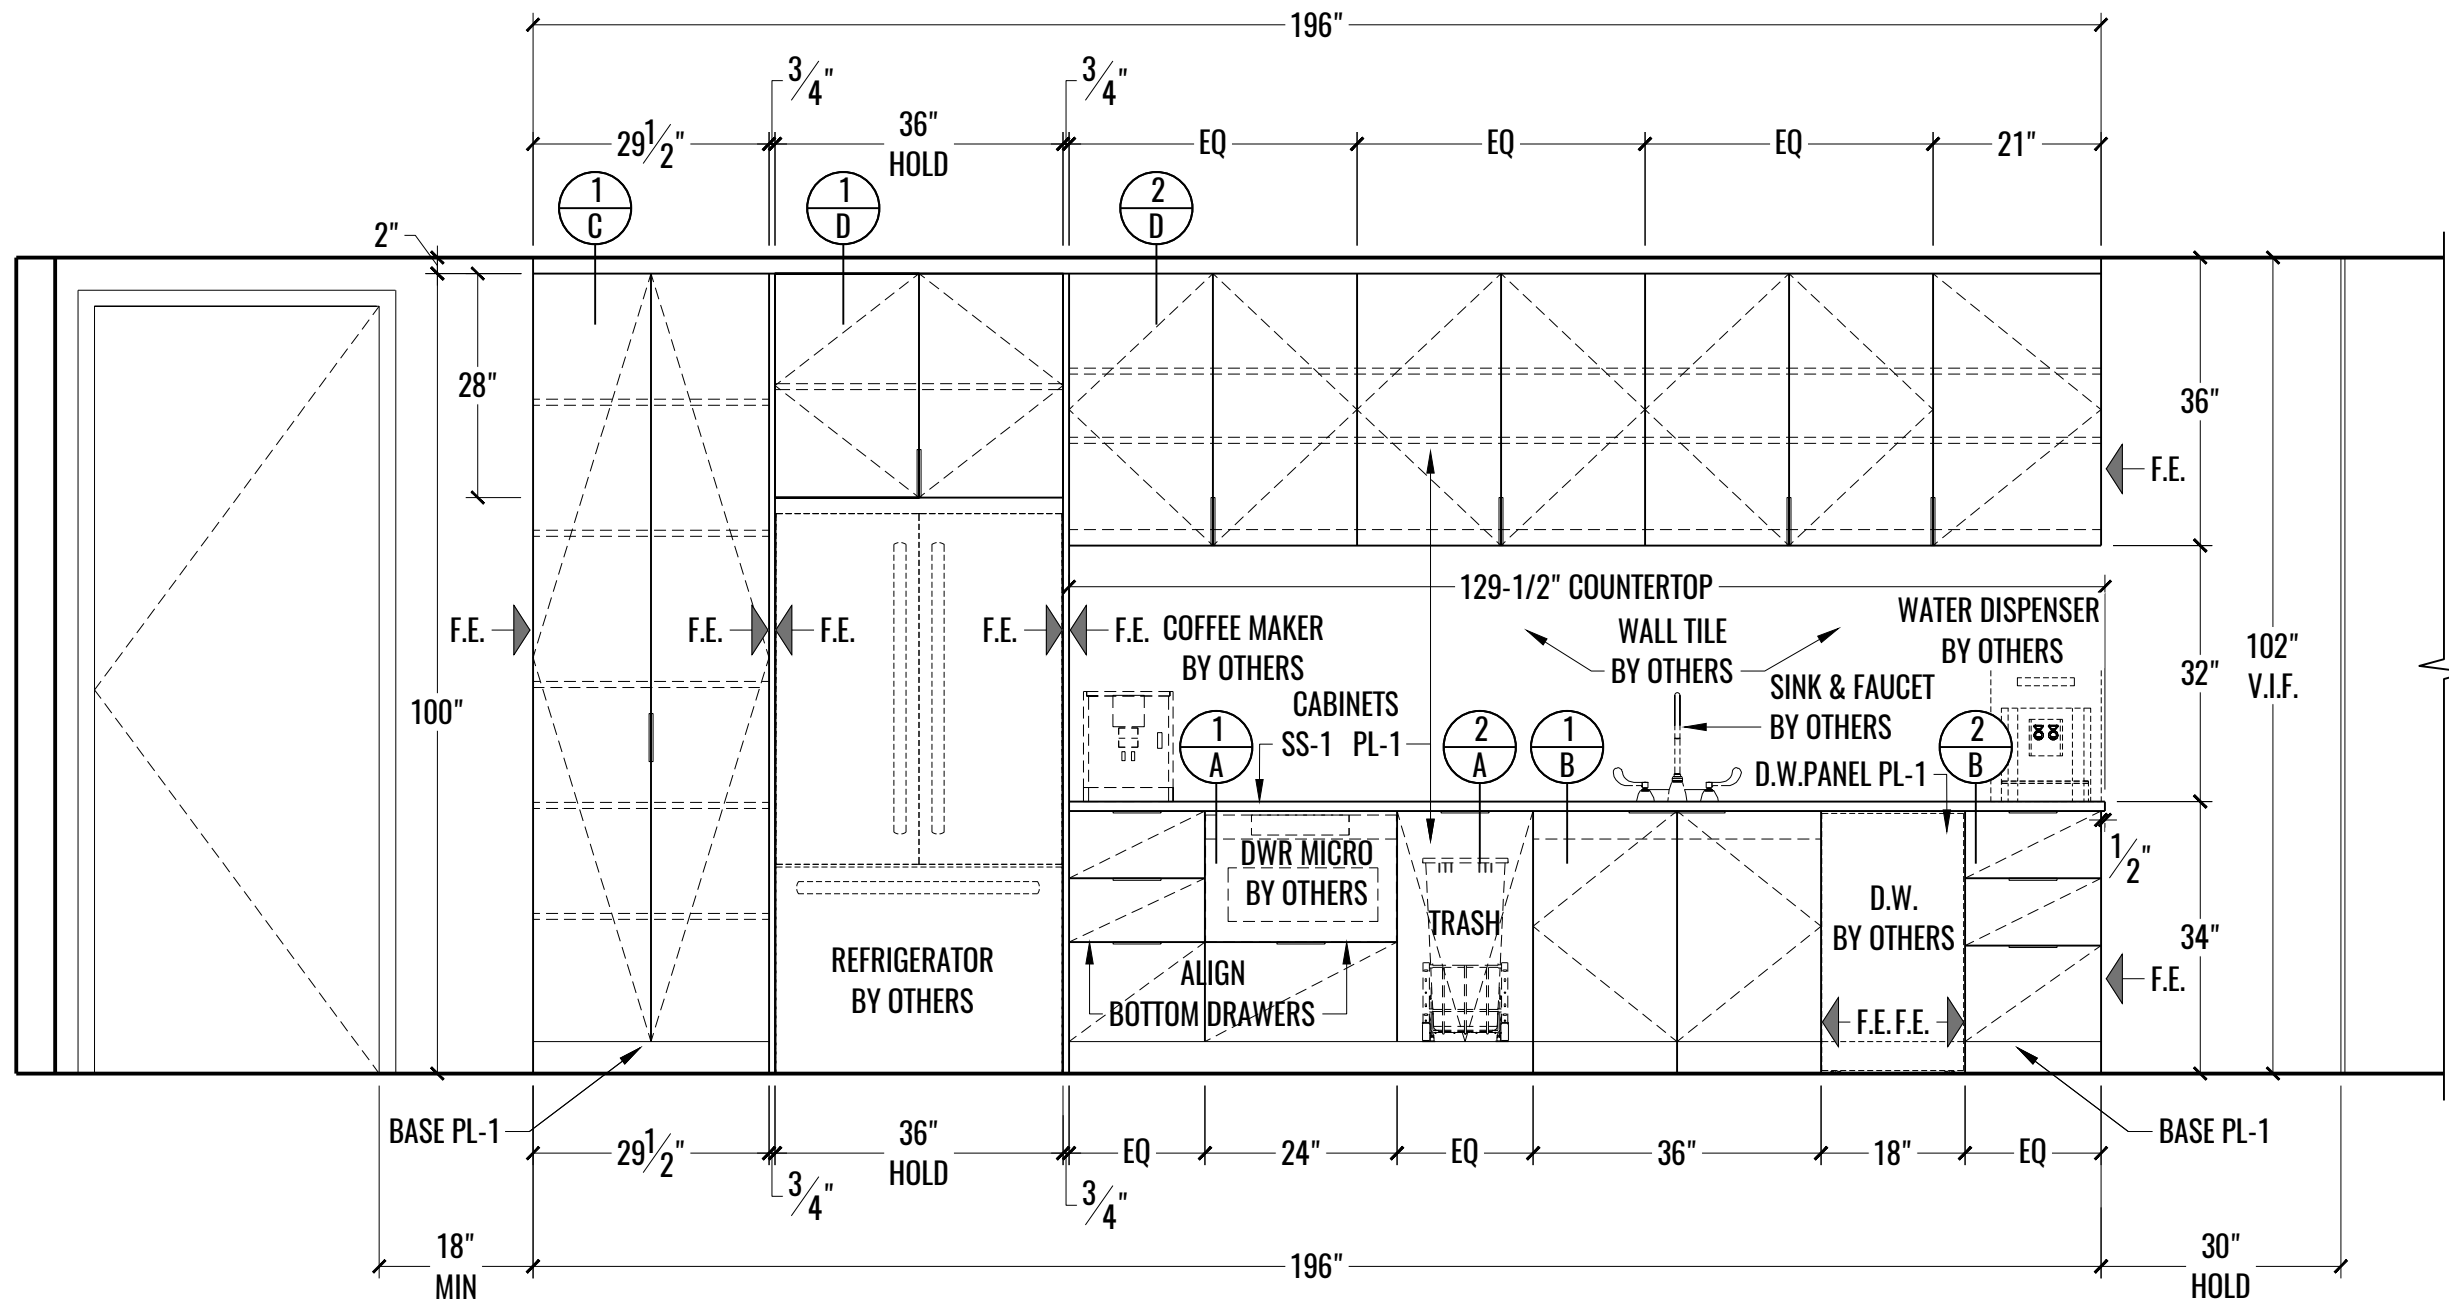 196"
3/4"
3/4"
29 1/2"
36"
HOLD
EQ
EQ
EQ
21"
1
C
1
D
2
D
2"
28"
36"
F.E.
129-1/2" COUNTERTOP
F.E.
F.E.
F.E.
F.E.
F.E.
COFFEE MAKER
BY OTHERS
WALL TILE
BY OTHERS
WATER DISPENSER
BY OTHERS
100"
32"
102"
V.I.F.
CABINETS
SS-1 PL-1
SINK & FAUCET
BY OTHERS
1
A
2
A
1
B
D.W.PANEL PL-1
2
B
1/2"
DWR MICRO
BY OTHERS
TRASH
D.W.
BY OTHERS
34"
F.E.
REFRIGERATOR
BY OTHERS
ALIGN
BOTTOM DRAWERS
F.E.
F.E.
BASE PL-1
BASE PL-1
29 1/2"
36"
HOLD
EQ
24"
EQ
36"
18"
EQ
3/4"
3/4"
18"
MIN
196"
30"
HOLD